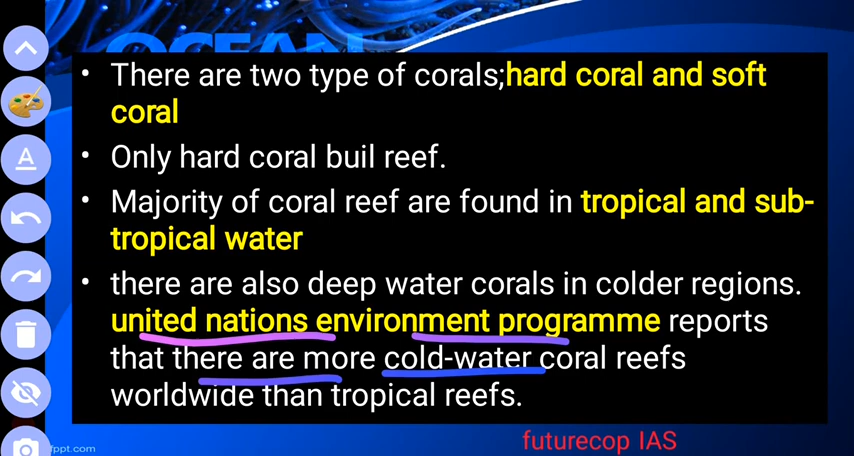 OCEAN
• There are two type of corals;hard coral and soft
coral
• Only hard coral buil reef.
• Majority of coral reef are found in tropical and sub-
tropical water
• there are also deep water corals in colder regions.
united nations environment programme reports
that there are more cold-water coral reefs
worldwide than tropical reefs.
futurecop IAS
fppt.com
A